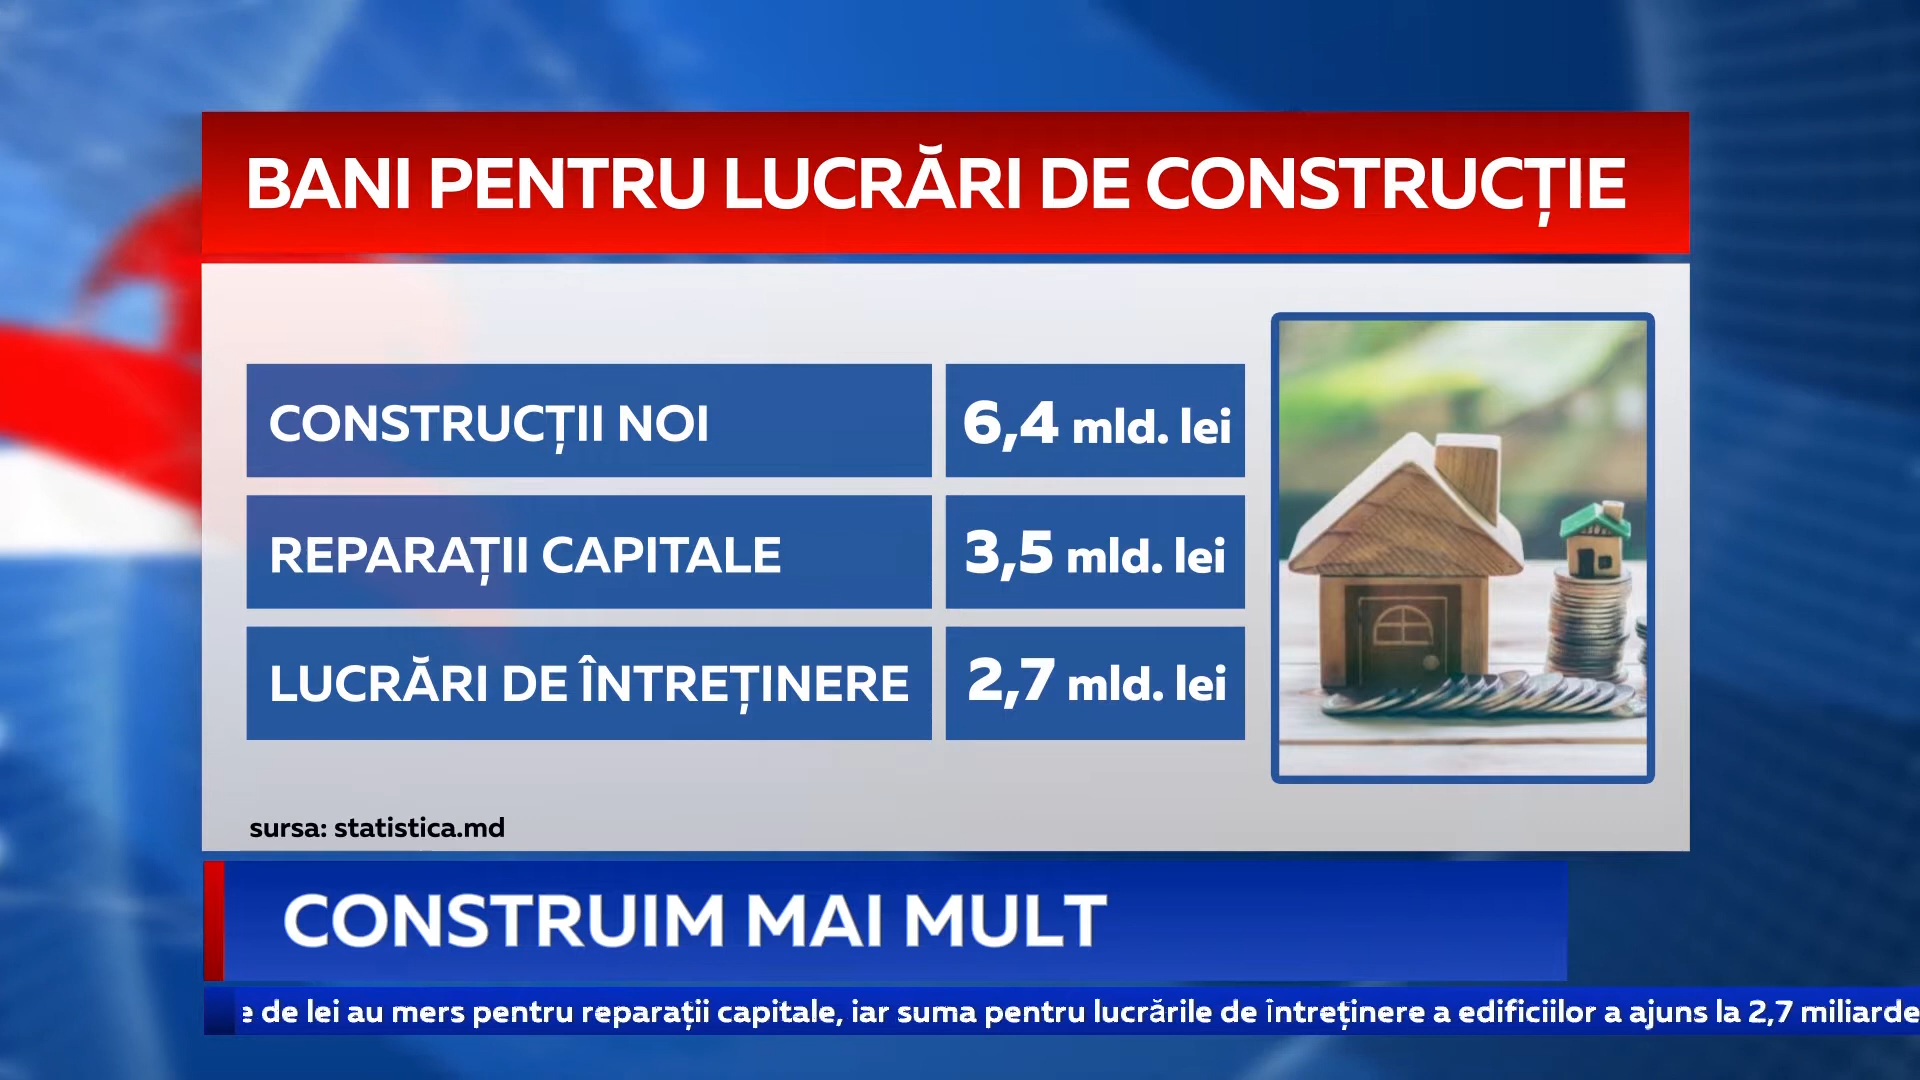 BANI PENTRU LUCRĂRI DE CONSTRUCȚIE
CONSTRUCȚII NOI
6,4 mld. lei
REPARAȚII CAPITALE
3,5 mld. lei
LUCRĂRI DE ÎNTREȚINERE
2,7 mld. lei
sursa: statistica.md
CONSTRUIM MAI MULT
e de lei au mers pentru reparații capitale, iar suma pentru lucrările de întreținere a edificiilor a ajuns la 2,7 miliarde